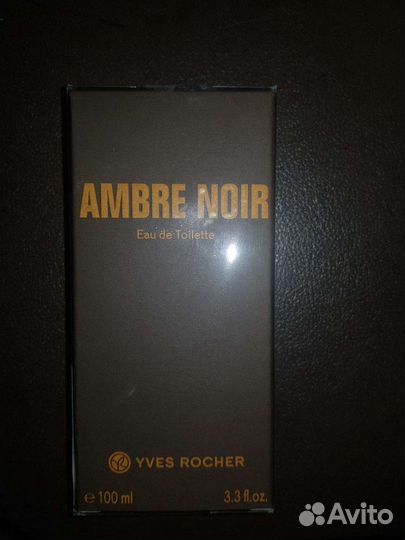 AMBRE NOIR
Eau de Toilette
YVES ROCHER
e 100 ml 3.3 fl.oz.
Avito